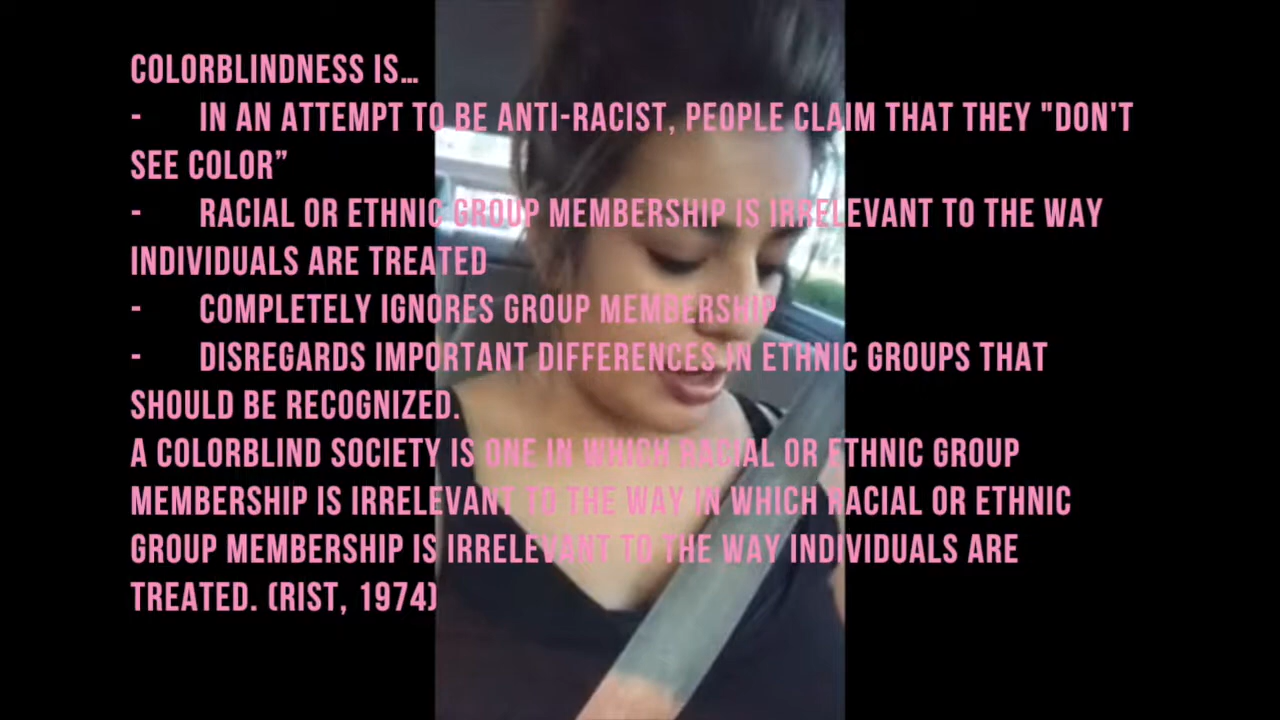 COLORBLINDNESS IS…
- IN AN ATTEMPT TO BE ANTI-RACIST, PEOPLE CLAIM THAT THEY "DON'T
SEE COLOR”
- RACIAL OR ETHNIC GROUP MEMBERSHIP IS IRRELEVANT TO THE WAY
INDIVIDUALS ARE TREATED
- COMPLETELY IGNORES GROUP MEMBERSHIP
- DISREGARDS IMPORTANT DIFFERENCES IN ETHNIC GROUPS THAT
SHOULD BE RECOGNIZED.
A COLORBLIND SOCIETY IS ONE IN WHICH RACIAL OR ETHNIC GROUP
MEMBERSHIP IS IRRELEVANT TO THE WAY IN WHICH RACIAL OR ETHNIC
GROUP MEMBERSHIP IS IRRELEVANT TO THE WAY INDIVIDUALS ARE
TREATED. (RIST, 1974)